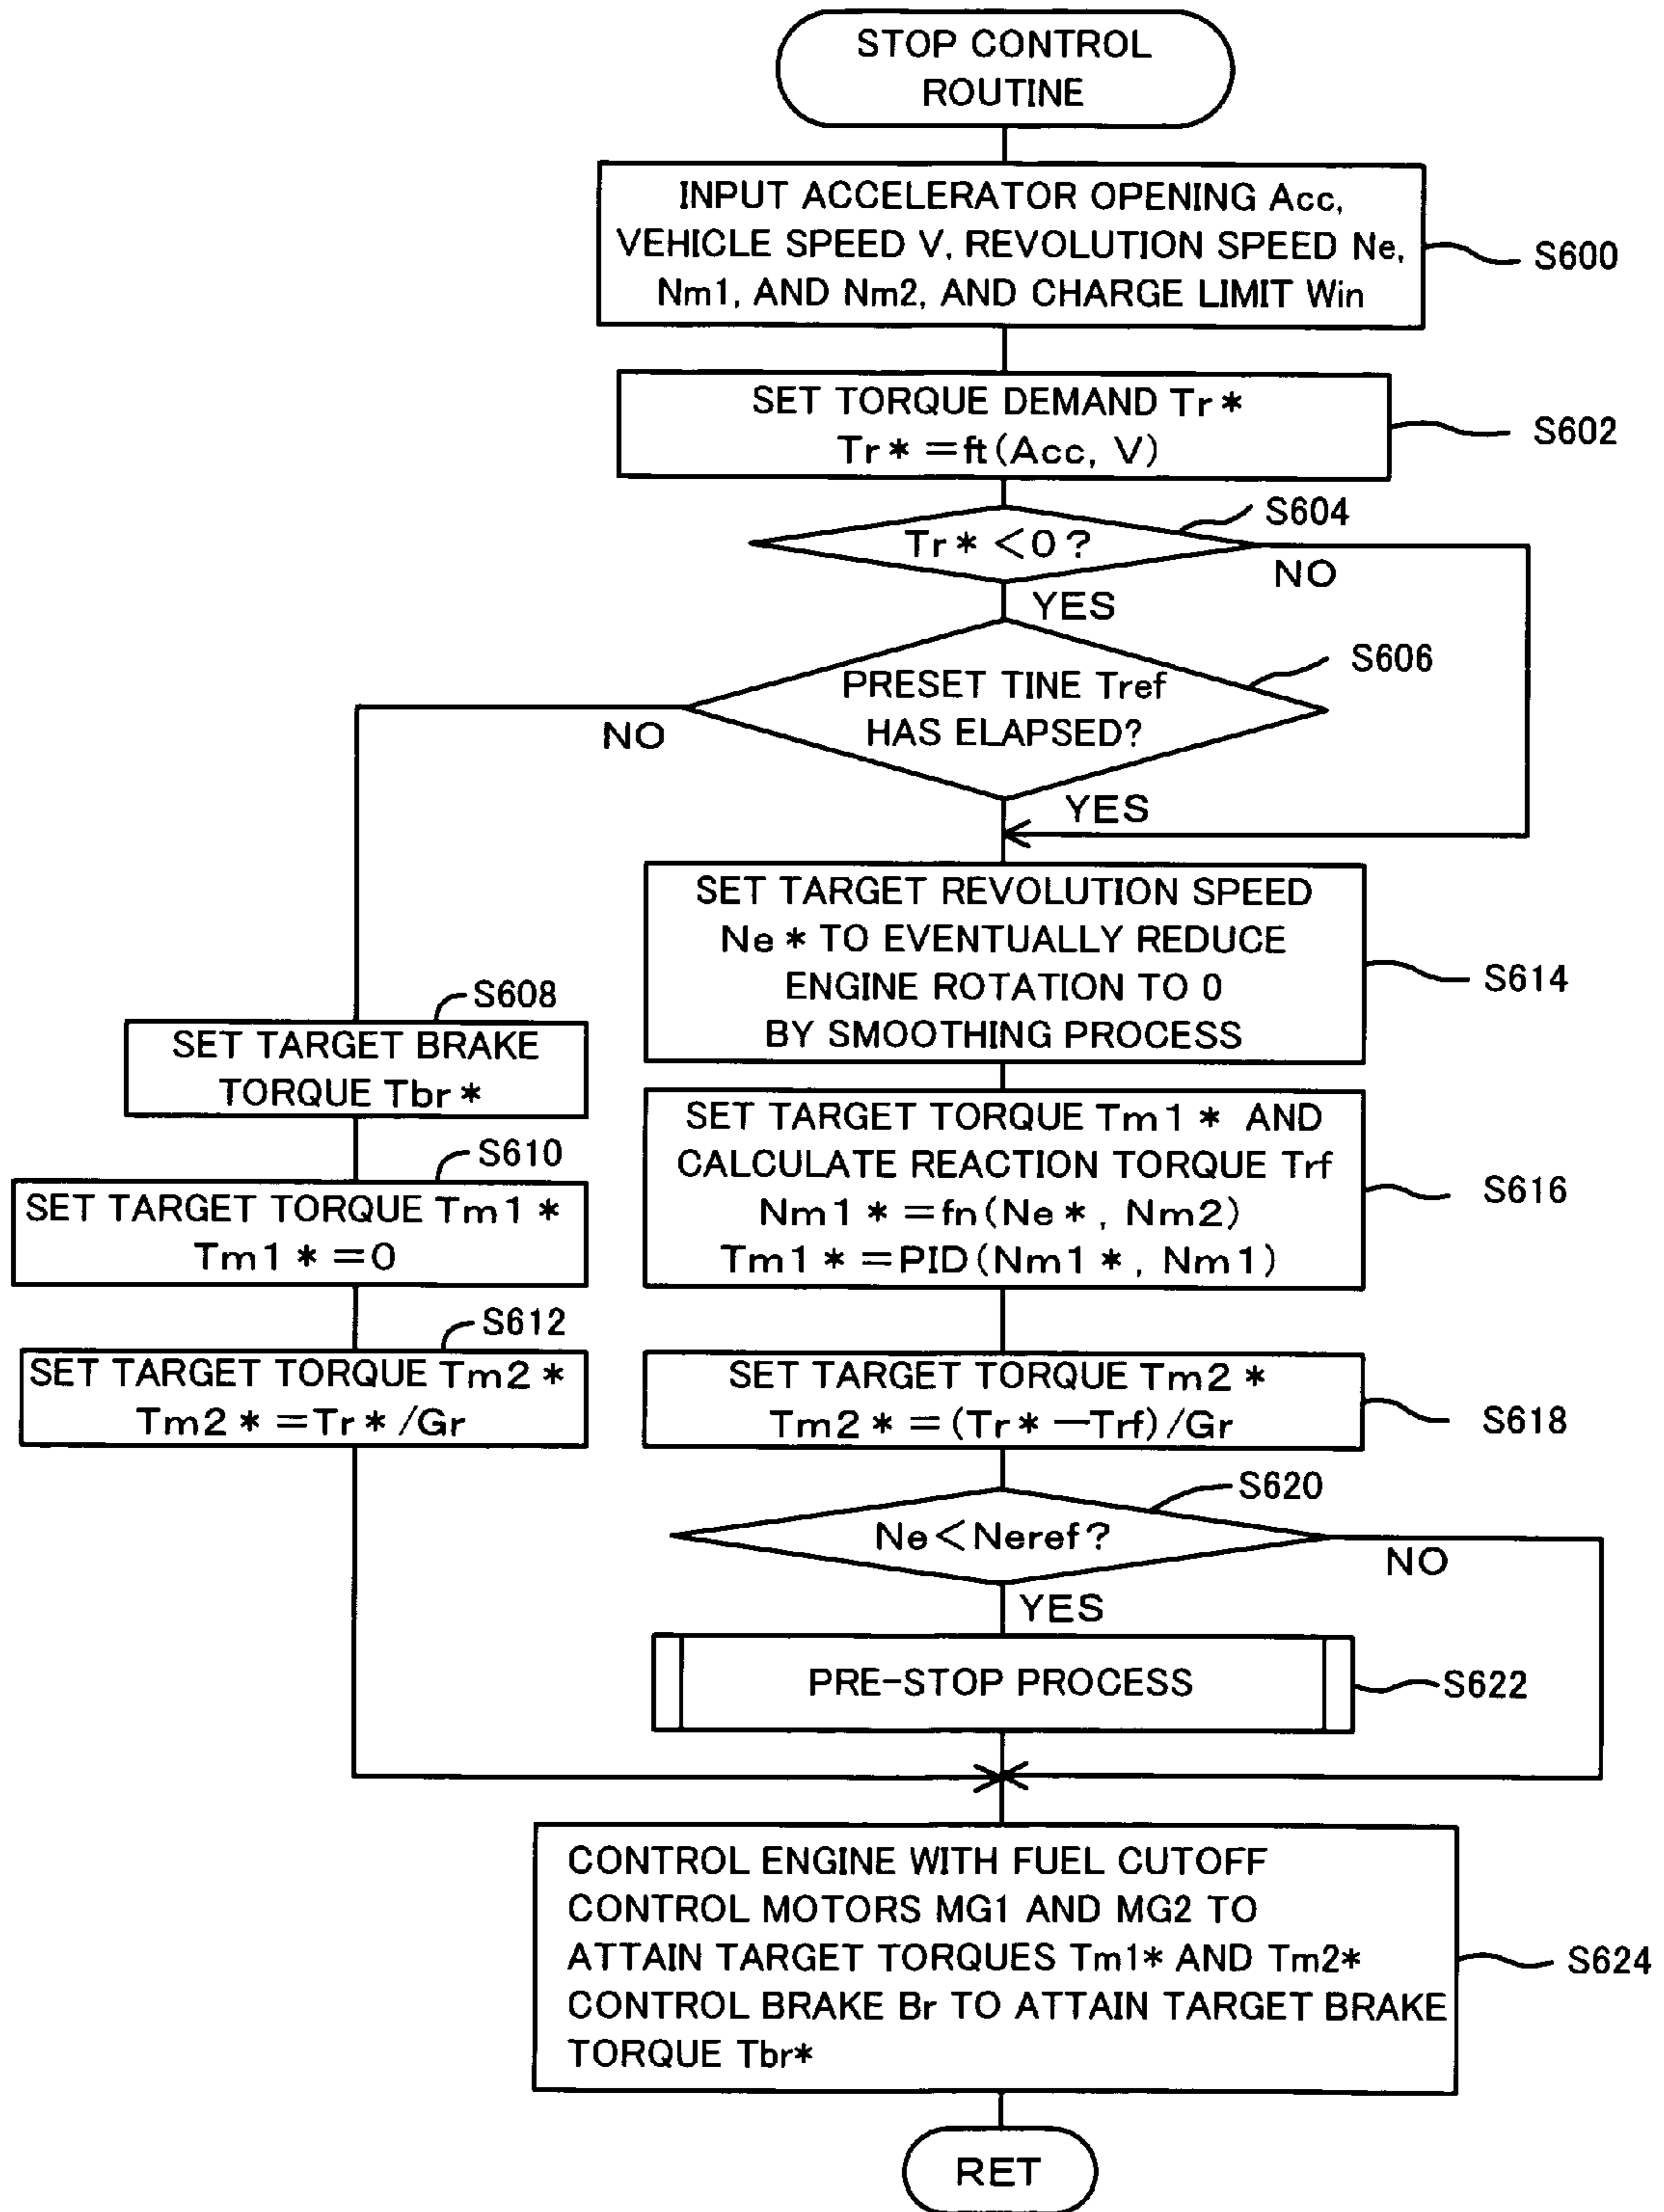 STOP CONTROL
ROUTINE
INPUT ACCELERATOR OPENING Acc,
VEHICLE SPEED V, REVOLUTION SPEED Ne,
Nm1, AND Nm2, AND CHARGE LIMIT Win
S600
SET TORQUE DEMAND Tr*
Tr*=ft(Acc, V)
S602
S604
Tr*<0?
NO
YES
S606
PRESET TINE Tref
HAS ELAPSED?
NO
YES
SET TARGET REVOLUTION SPEED
Ne* TO EVENTUALLY REDUCE
ENGINE ROTATION TO 0
BY SMOOTHING PROCESS
S614
S608
SET TARGET BRAKE
TORQUE Tbr*
S610
SET TARGET TORQUE Tm1*
Tm1*=0
S612
SET TARGET TORQUE Tm2*
Tm2*=Tr*/Gr
SET TARGET TORQUE Tm1* AND
CALCULATE REACTION TORQUE Trf
Nm1*=fn(Ne*, Nm2)
Tm1*=PID(Nm1*, Nm1)
S616
SET TARGET TORQUE Tm2*
Tm2*=(Tr*-Trf)/Gr
S618
S620
Ne<Neref?
NO
YES
PRE-STOP PROCESS
S622
CONTROL ENGINE WITH FUEL CUTOFF
CONTROL MOTORS MG1 AND MG2 TO
ATTAIN TARGET TORQUES Tm1* AND Tm2*
CONTROL BRAKE Br TO ATTAIN TARGET BRAKE
TORQUE Tbr*
S624
RET